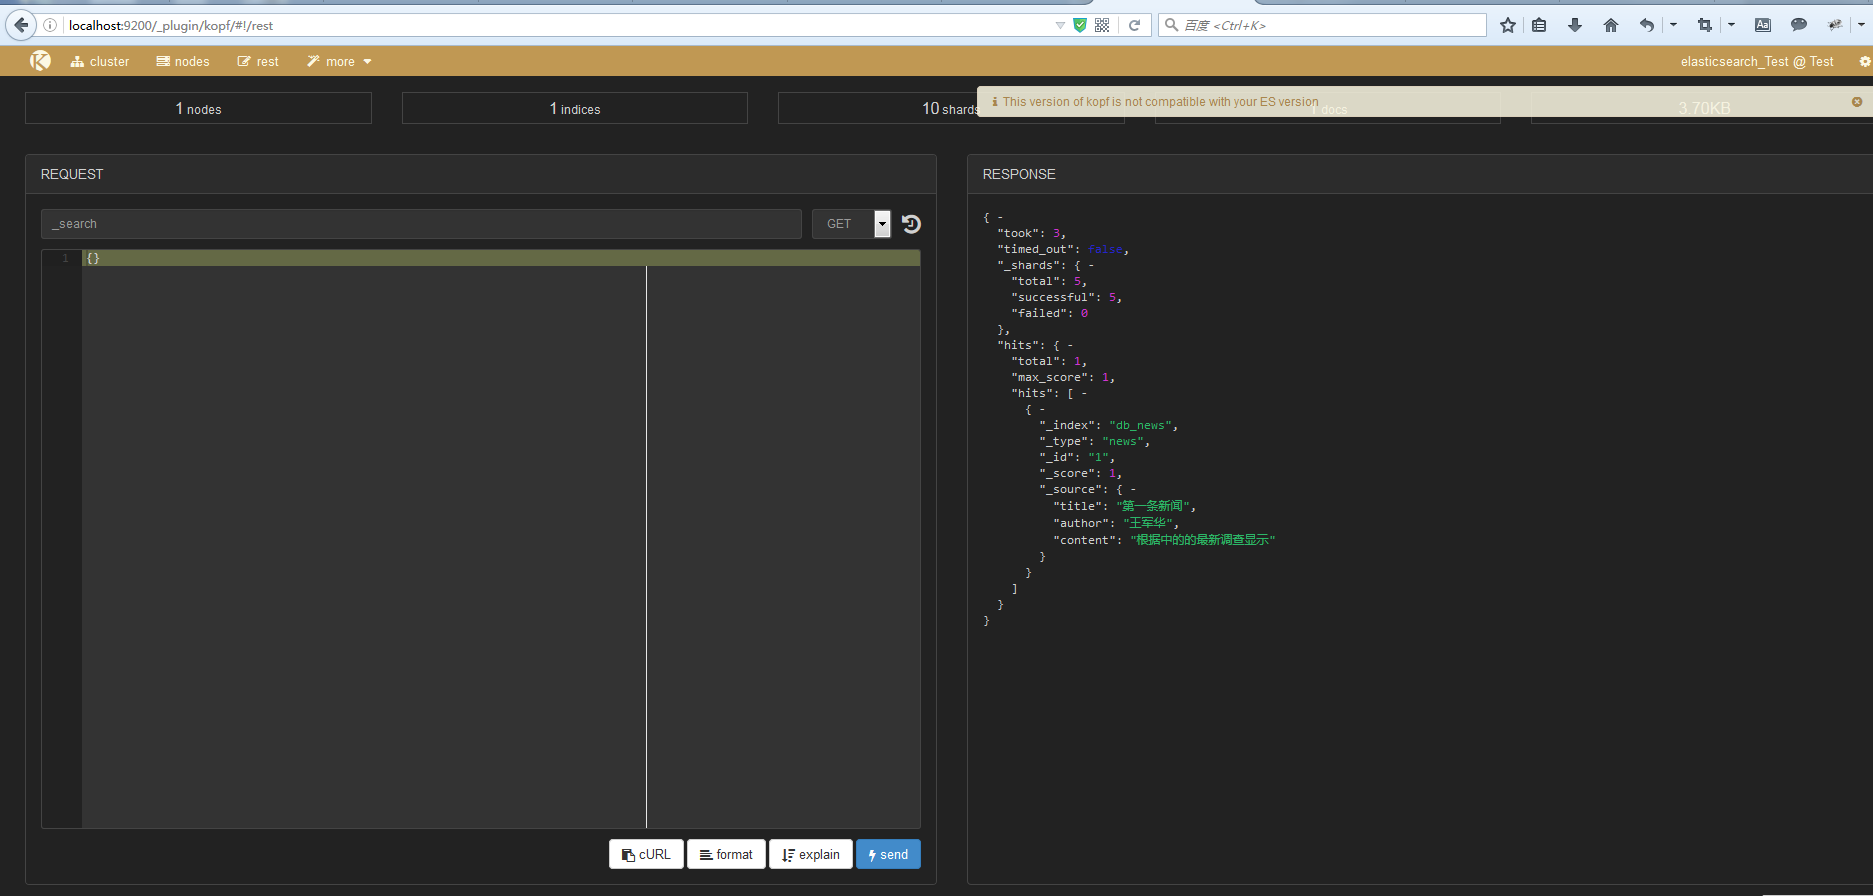 localhost:9200/_plugin/kopf/#!/rest
百度 <Ctrl+K>
cluster nodes rest more elasticsearch_Test @ Test
This version of kopf is not compatible with your ES version
1 nodes 1 indices 10 shards 1 docs 3.70KB
REQUEST
_search GET
1 {}
cURL format explain send
RESPONSE
{ -
"took": 3,
"timed_out": false,
"_shards": { -
"total": 5,
"successful": 5,
"failed": 0
},
"hits": { -
"total": 1,
"max_score": 1,
"hits": [ -
{ -
"_index": "db_news",
"_type": "news",
"_id": "1",
"_score": 1,
"_source": { -
"title": "第一条新闻",
"author": "王军华",
"content": "根据中的的最新调查显示"
}
}
]
}
}